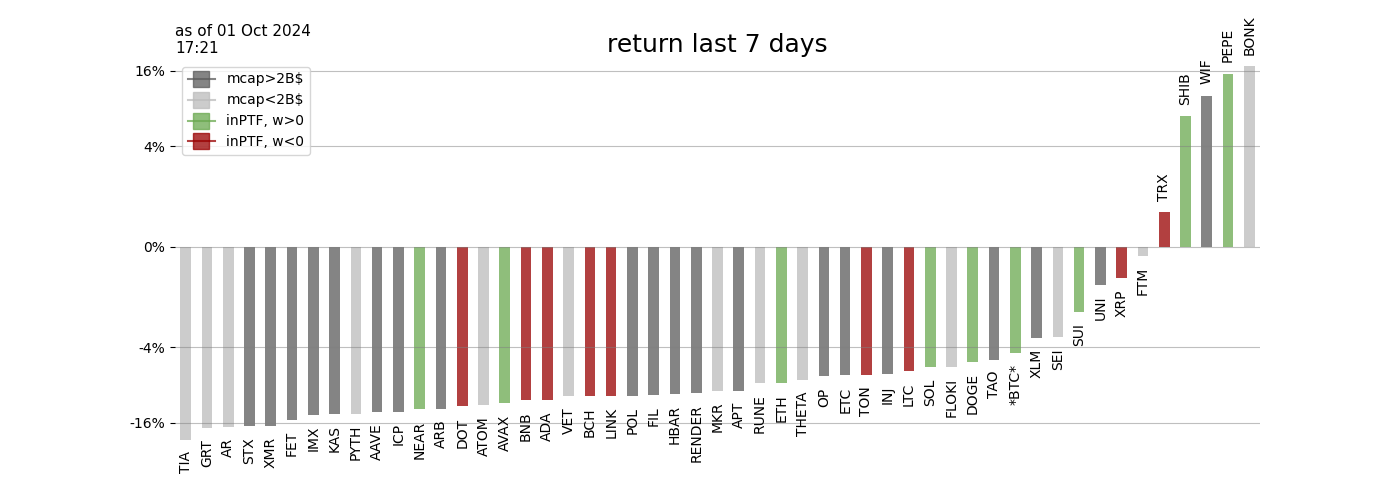 as of 01 Oct 2024
17:21
return last 7 days
16%
4%
0%
-4%
-16%
mcap>2B$
mcap<2B$
inPTF, w>0
inPTF, w<0
TIA
GRT
AR
STX
XMR
FET
IMX
KAS
PYTH
AAVE
ICP
NEAR
ARB
DOT
ATOM
AVAX
BNB
ADA
VET
BCH
LINK
POL
FIL
HBAR
RENDER
MKR
APT
RUNE
ETH
THETA
OP
ETC
TON
INJ
LTC
SOL
FLOKI
DOGE
TAO
*BTC*
XLM
SEI
SUI
UNI
XRP
FTM
TRX
SHIB
WIF
PEPE
BONK